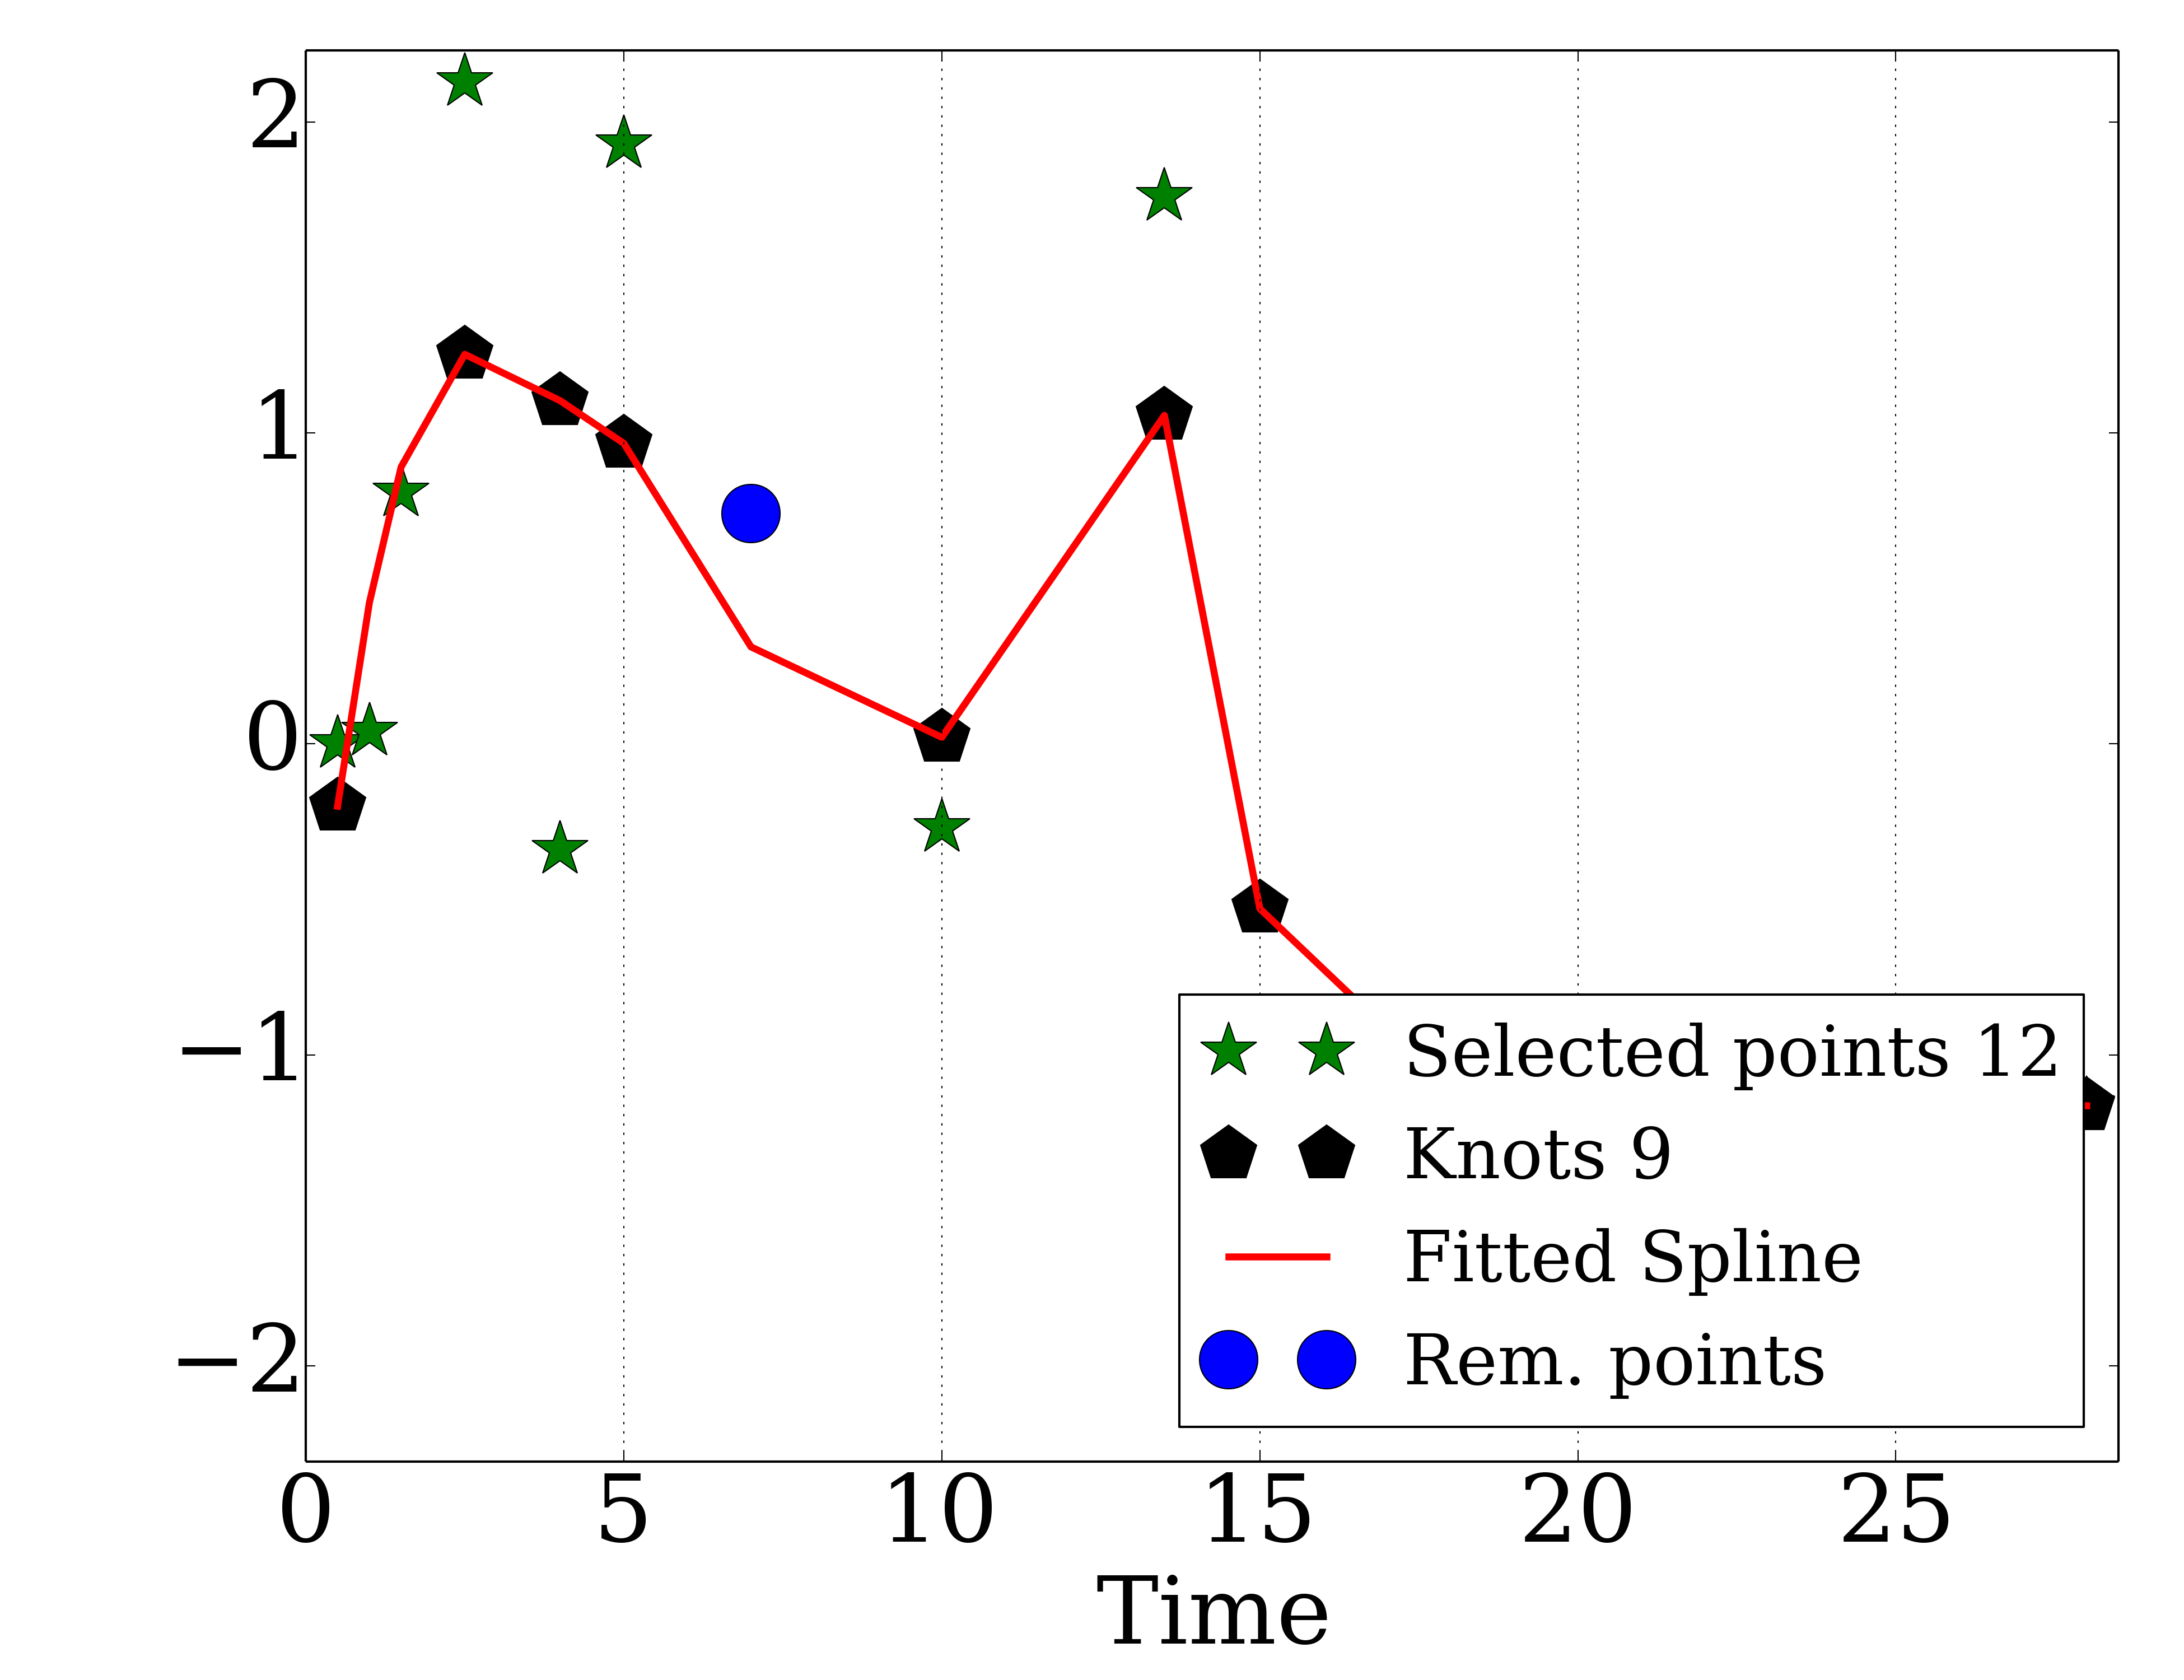 2
1
0
−1
−2
0 5 10 15 20 25
Time
Selected points 12
Knots 9
Fitted Spline
Rem. points